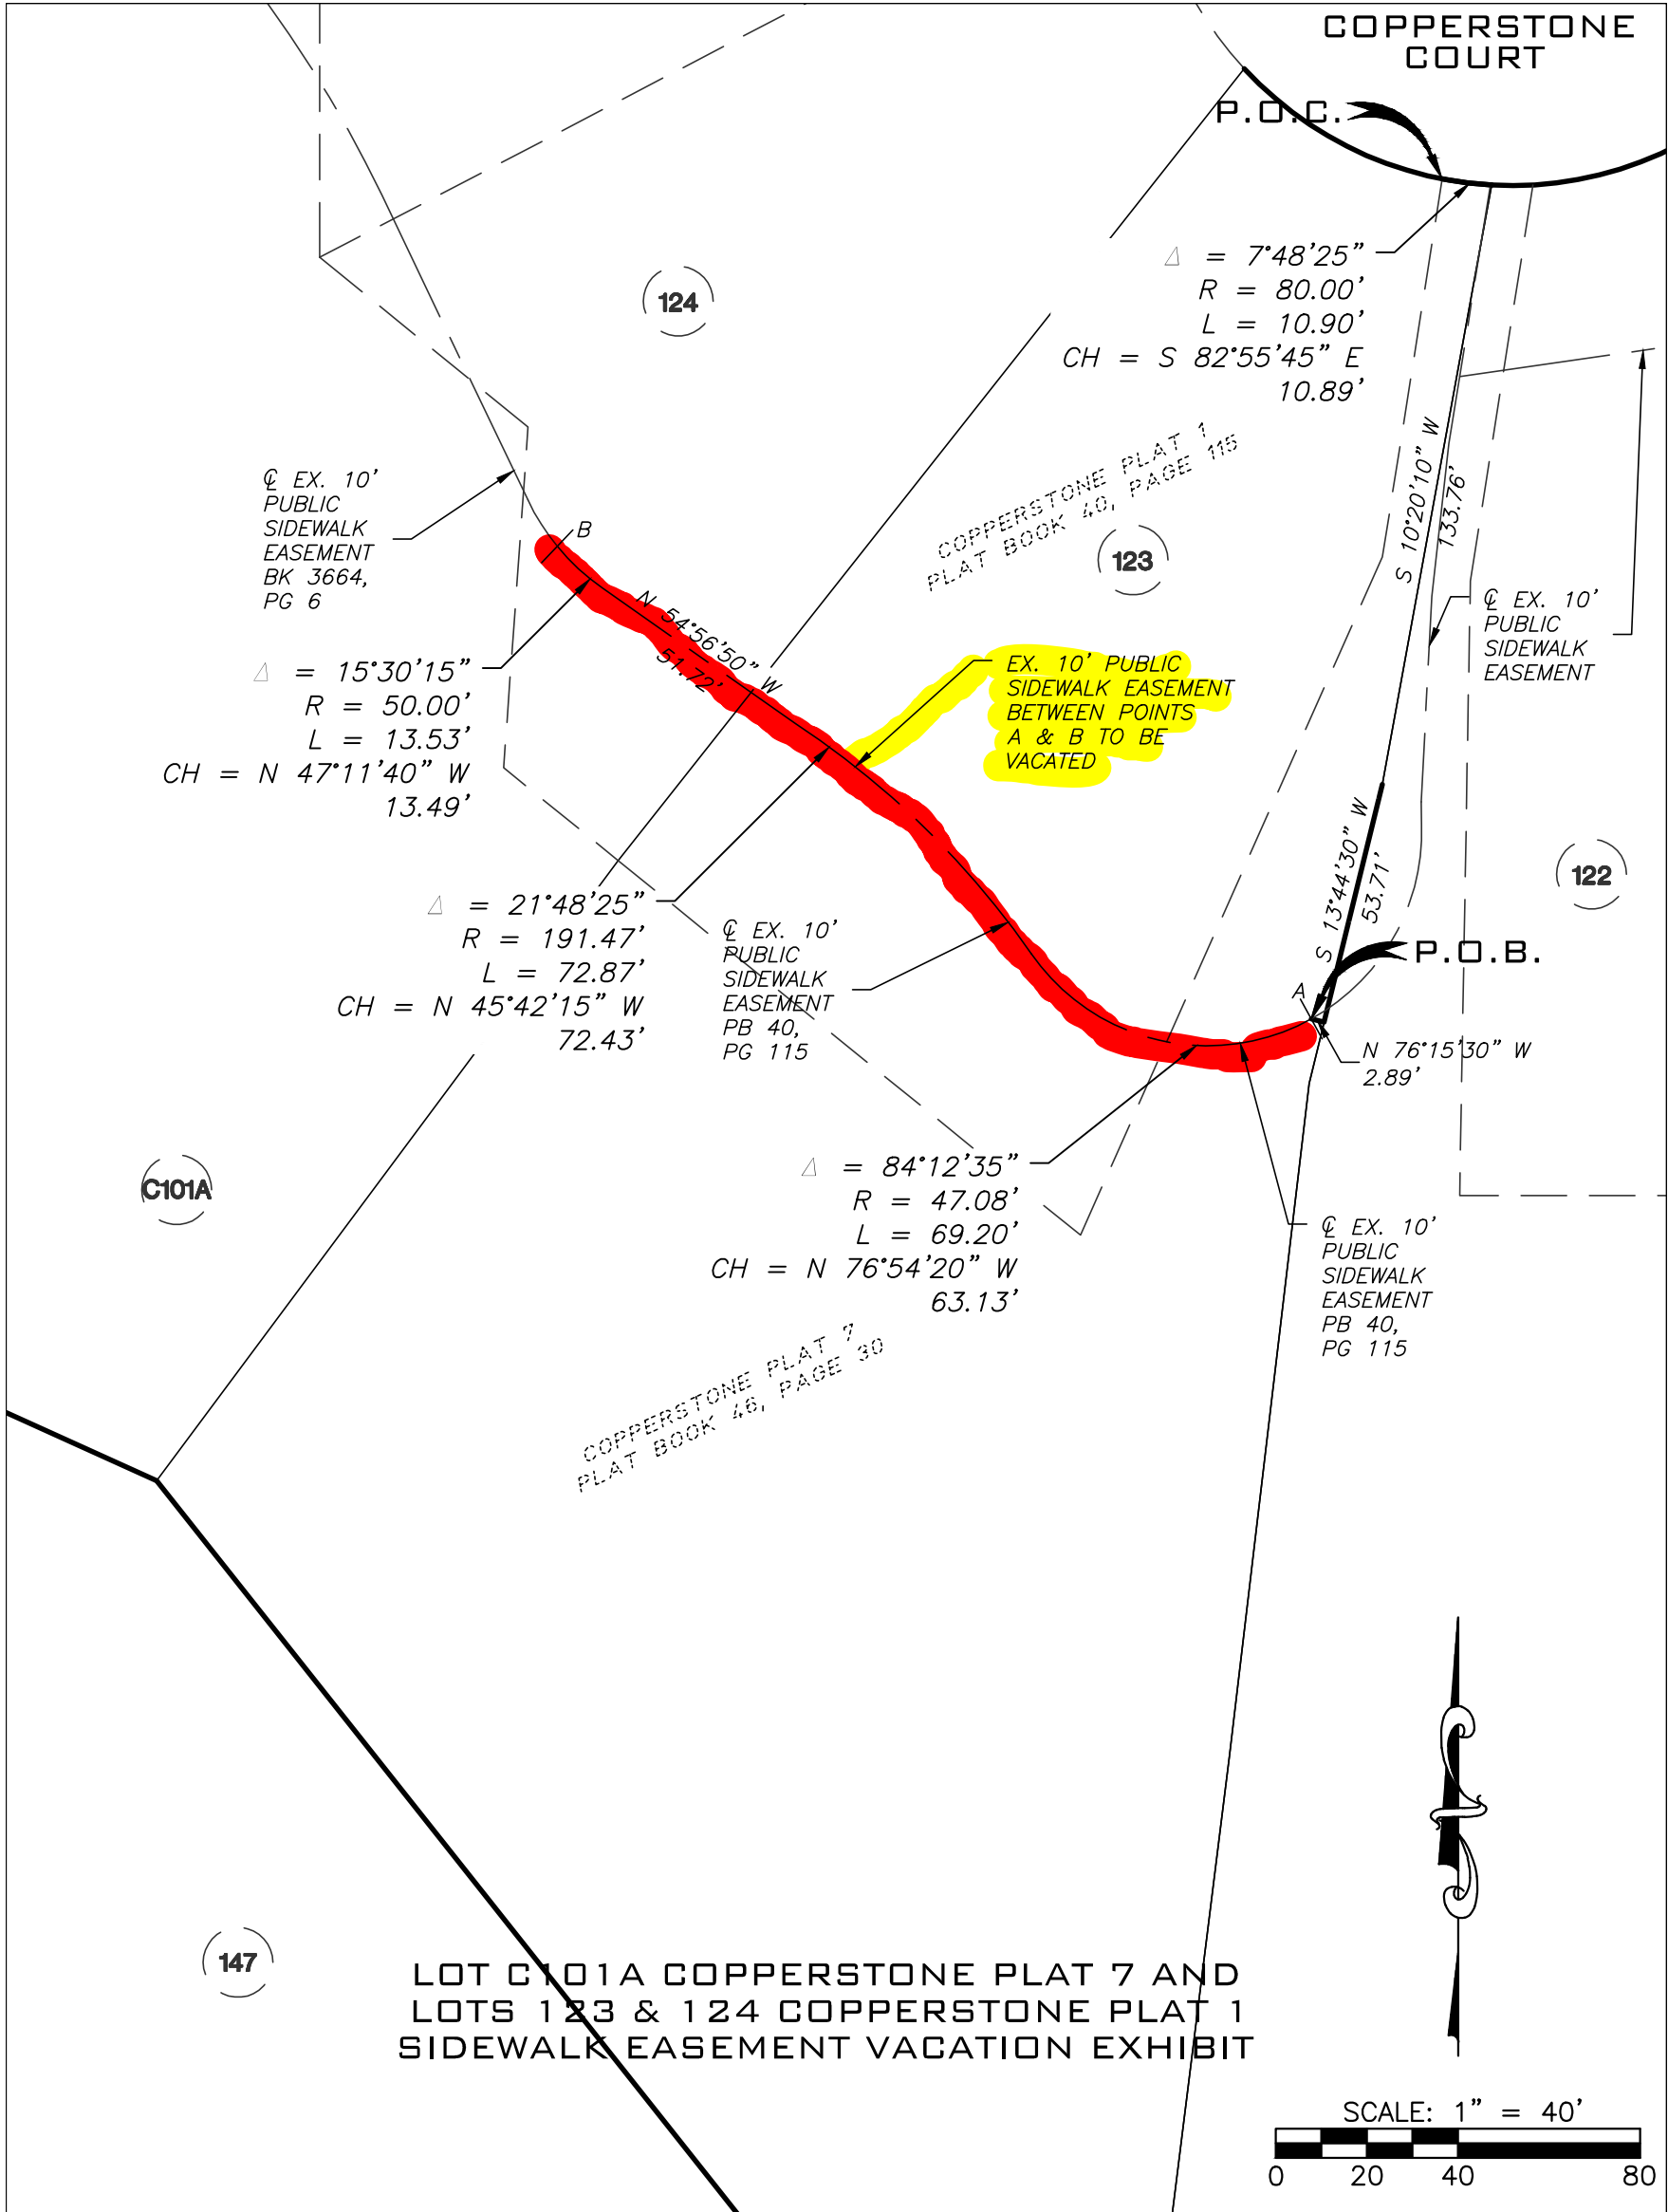 COPPERSTONE
COURT
P.O.C.
Δ = 7°48'25"
R = 80.00'
L = 10.90'
CH = S 82°55'45" E
10.89'
124
COPPERSTONE PLAT 1
PLAT BOOK 40, PAGE 115
123
S 10°20'10" W
133.76'
℄ EX. 10'
PUBLIC
SIDEWALK
EASEMENT
BK 3664,
PG 6
B
N 54°56'50" W
51.72'
℄ EX. 10'
PUBLIC
SIDEWALK
EASEMENT
Δ = 15°30'15"
R = 50.00'
L = 13.53'
CH = N 47°11'40" W
13.49'
EX. 10' PUBLIC
SIDEWALK EASEMENT
BETWEEN POINTS
A & B TO BE
VACATED
S 13°44'30" W
53.71'
122
Δ = 21°48'25"
R = 191.47'
L = 72.87'
CH = N 45°42'15" W
72.43'
℄ EX. 10'
PUBLIC
SIDEWALK
EASEMENT
PB 40,
PG 115
P.O.B.
A
N 76°15'30" W
2.89'
C101A
Δ = 84°12'35"
R = 47.08'
L = 69.20'
CH = N 76°54'20" W
63.13'
℄ EX. 10'
PUBLIC
SIDEWALK
EASEMENT
PB 40,
PG 115
COPPERSTONE PLAT 7
PLAT BOOK 46, PAGE 30
147
LOT C101A COPPERSTONE PLAT 7 AND
LOTS 123 & 124 COPPERSTONE PLAT 1
SIDEWALK EASEMENT VACATION EXHIBIT
SCALE: 1" = 40'
0 20 40 80